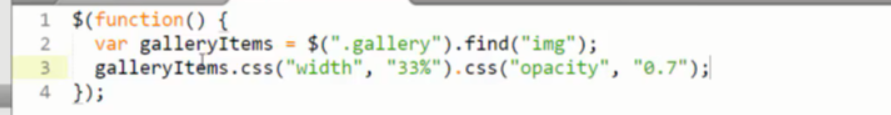 1 $(function() {
2 var galleryItems = $(".gallery").find("img");
3 galleryItems.css("width", "33%").css("opacity", "0.7");
4 });